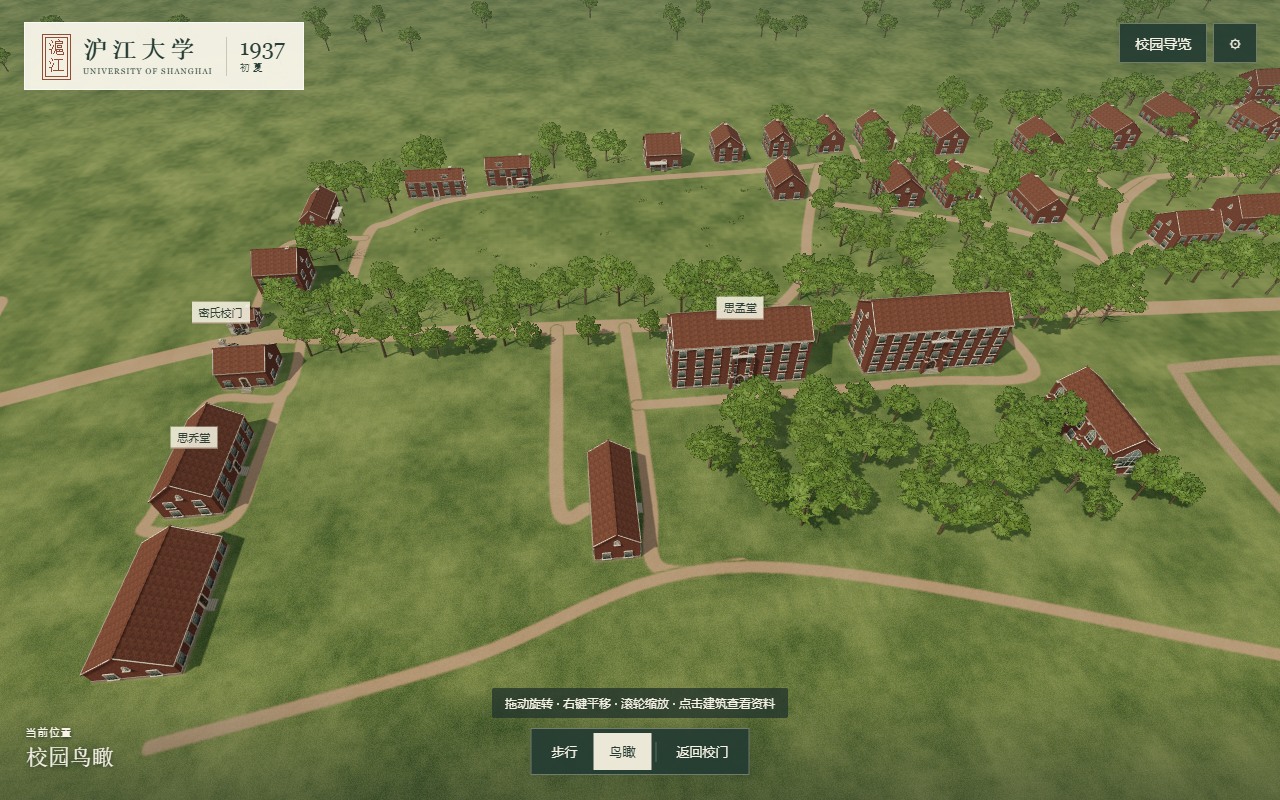 滬江
沪江大学
UNIVERSITY OF SHANGHAI
1937
初夏
校园导览
⚙
密氏校门
思孟堂
思乔堂
拖动旋转 · 右键平移 · 滚轮缩放 · 点击建筑查看资料
当前位置
校园鸟瞰
步行
鸟瞰
返回校门